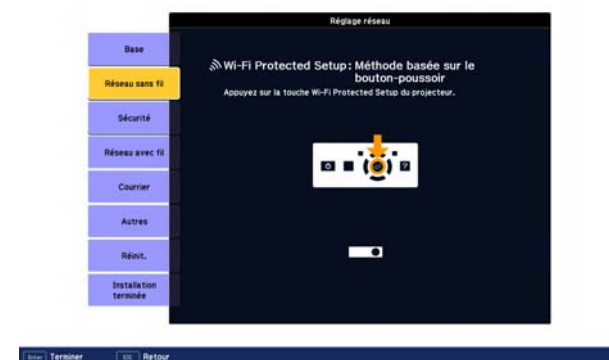 Réglage réseau
Base
Réseau sans fil
Sécurité
Réseau avec fil
Courrier
Autres
Réinit.
Installation
terminée
Wi-Fi Protected Setup: Méthode basée sur le
bouton-poussoir
Appuyez sur la touche Wi-Fi Protected Setup du projecteur.
?
Terminer
ESC Retour